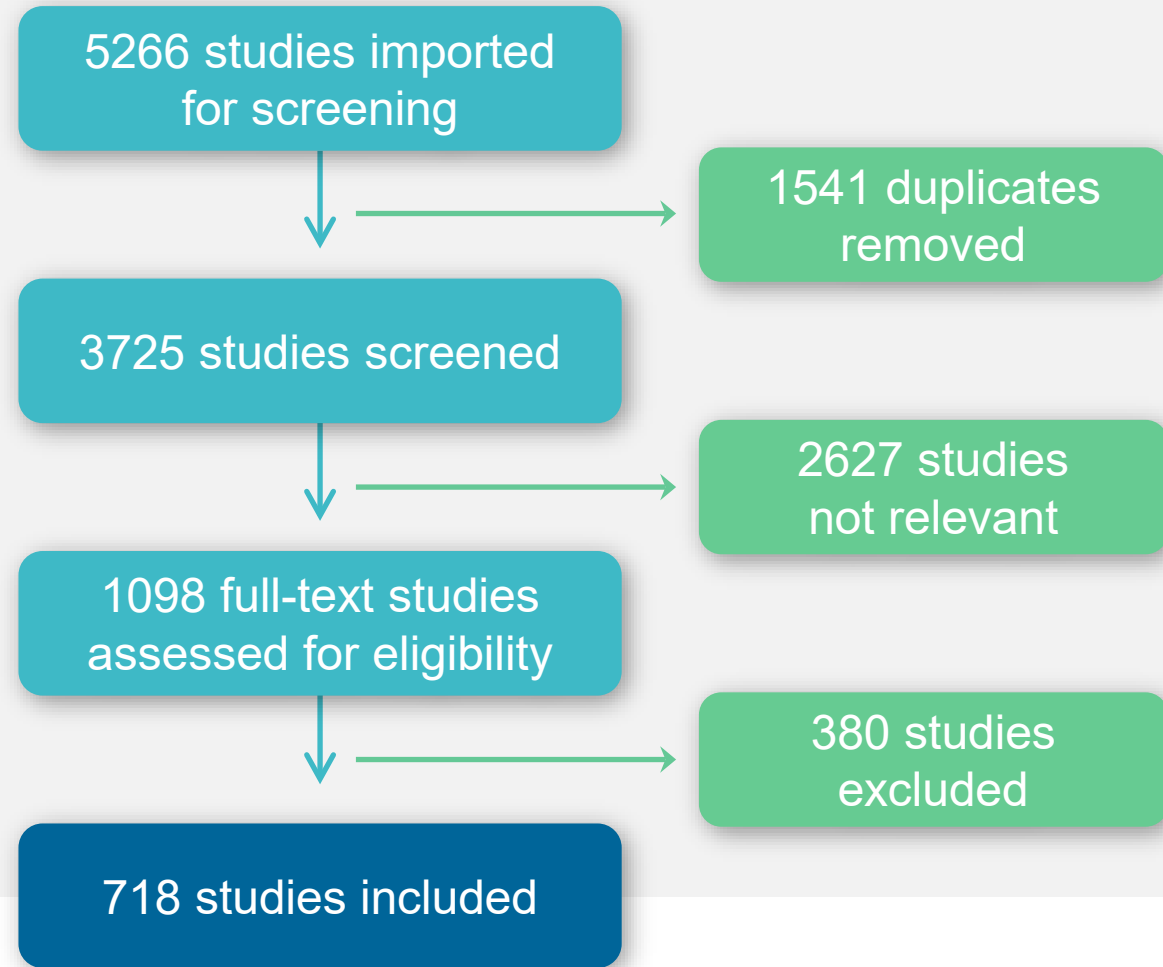 5266 studies imported
for screening
1541 duplicates
removed
3725 studies screened
2627 studies
not relevant
1098 full-text studies
assessed for eligibility
380 studies
excluded
718 studies included